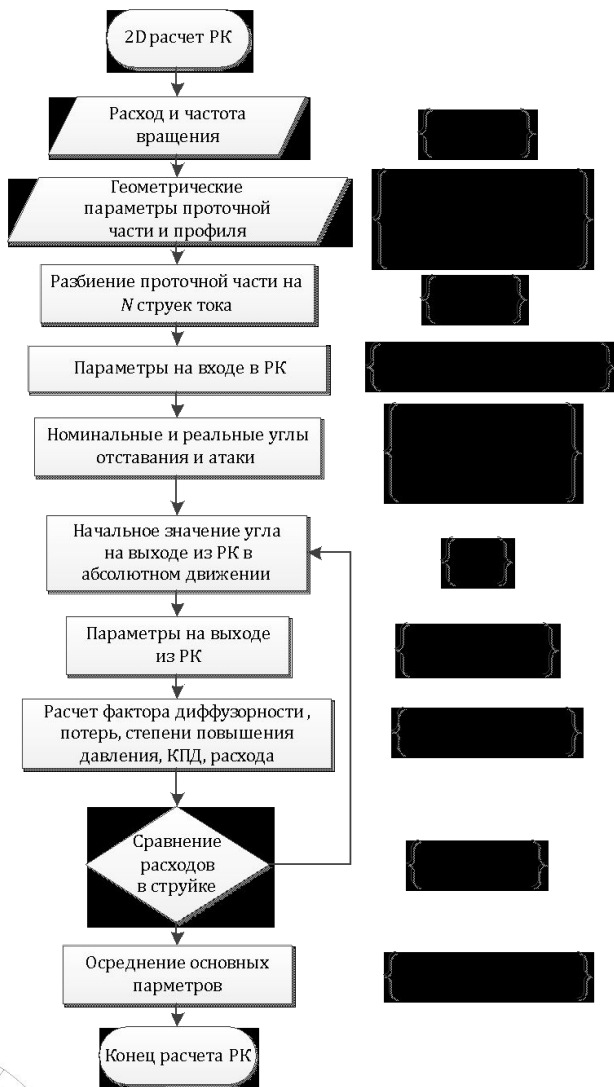 2D расчет РК
Расход и частота
вращения
Геометрические
параметры проточной
части и профиля
Разбиение проточной части на
N струек тока
Параметры на входе в РК
Номинальные и реальные углы
отставания и атаки
Начальное значение угла
на выходе из РК в
абсолютном движении
Параметры на выходе
из РК
Расчет фактора диффузорности ,
потерь, степени повышения
давления, КПД, расхода
Сравнение
расходов
в струйке
Осреднение основных
парметров
Конец расчета РК